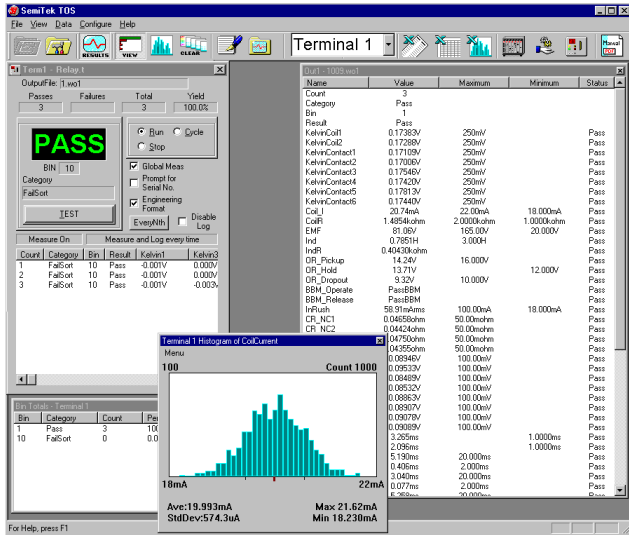 SemiTek TOS
File View Data Configure Help
RESULTS VIEW CLEAR Terminal 1 Manual
Term1 - Relay.t
OutputFile: 1.wo1
Passes Failures Total Yield
3 3 100.0%
PASS
Run Cycle
Stop
BIN 10
Category
FailSort
TEST
Global Meas
Prompt for
Serial No.
Engineering
Format
EveryNth
Disable
Log
Measure On Measure and Log every time
Count Category Bin Result Kelvin1 Kelvin3
1 FailSort 10 Pass -0.001V 0.000V
2 FailSort 10 Pass -0.001V 0.000V
3 FailSort 10 Pass -0.001V -0.003v
Bin Totals - Terminal 1
Bin Category Count
1 Pass 3
10 FailSort 0
Out1 - 1009.wo1
Name Value Maximum Minimum Status
Count 3
Category Pass
Bin 1
Result Pass
KelvinCoil1 0.17383V 250mV Pass
KelvinCoil2 0.17288V 250mV Pass
KelvinContact1 0.17109V 250mV Pass
KelvinContact2 0.17006V 250mV Pass
KelvinContact3 0.17546V 250mV Pass
KelvinContact4 0.17420V 250mV Pass
KelvinContact5 0.17813V 250mV Pass
KelvinContact6 0.17440V 250mV Pass
Coil_I 20.74mA 22.00mA 18.000mA Pass
CoilR 1.4854kohm 2.0000kohm 1.0000kohm Pass
EMF 81.06V 165.00V 20.000V Pass
Ind 0.7851H 3.000H Pass
IndR 0.40430kohm Pass
OR_Pickup 14.24V 16.000V Pass
OR_Hold 13.71V 12.000V Pass
OR_Dropout 9.32V 10.000V Pass
BBM_Operate PassBBM Pass
BBM_Release PassBBM Pass
InRush 58.91mArms 100.00mA 18.000mA Pass
CR_NC1 0.04658ohm 50.00mohm Pass
CR_NC2 0.04424ohm 50.00mohm Pass
0.04750ohm 50.00mohm Pass
0.04355ohm 50.00mohm Pass
0.08946V 100.00mV Pass
0.09533V 100.00mV Pass
0.08489V 100.00mV Pass
0.08532V 100.00mV Pass
0.08863V 100.00mV Pass
0.08907V 100.00mV Pass
0.09078V 100.00mV Pass
0.09089V 100.00mV Pass
3.265ms 1.0000ms Pass
2.096ms 1.0000ms Pass
5.190ms 20.000ms Pass
0.406ms 2.000ms Pass
3.040ms 20.000ms Pass
0.077ms 2.000ms Pass
Terminal 1 Histogram of CoilCurrent
Menu
100 Count 1000
18mA 22mA
Ave:19.993mA Max 21.62mA
StdDev:574.3uA Min 18.230mA
For Help, press F1